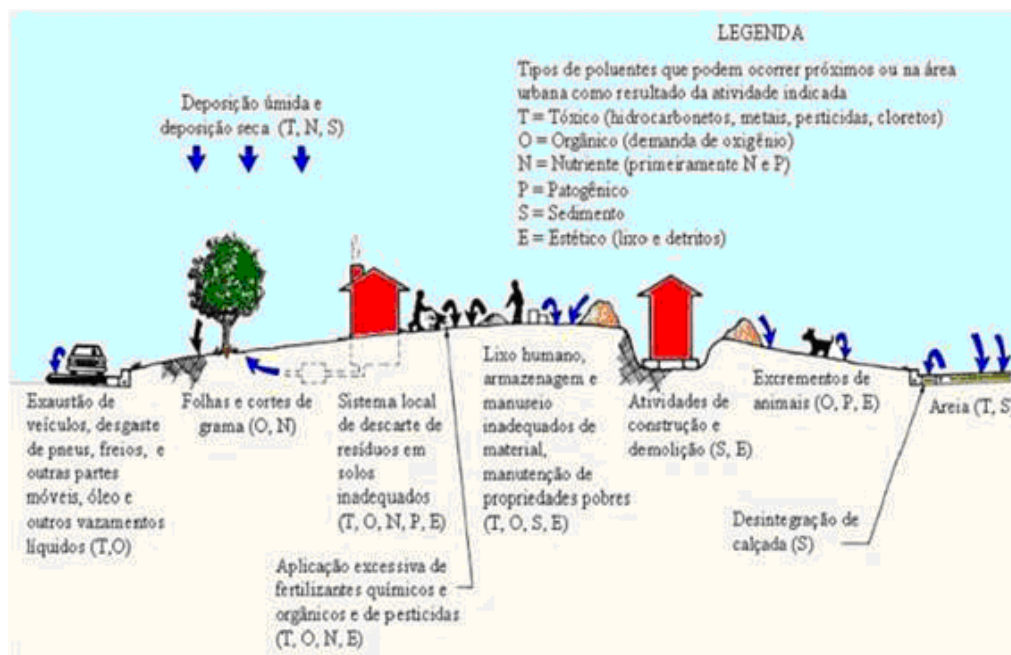 LEGENDA
Tipos de poluentes que podem ocorrer próximos ou na área
urbana como resultado da atividade indicada
T = Tóxico (hidrocarbonetos, metais, pesticidas, cloretos)
O = Orgânico (demanda de oxigênio)
N = Nutriente (primeiramente N e P)
P = Patogênico
S = Sedimento
E = Estético (lixo e detritos)
Deposição úmida e
deposição seca (T, N, S)
Exaustão de
veículos, desgaste
de pneus, freios, e
outras partes
móveis, óleo e
outros vazamentos
líquidos (T,O)
Folhas e cortes de
grama (O, N)
Sistema local
de descarte de
resíduos em
solos
inadequados
(T, O, N, P, E)
Aplicação excessiva de
fertilizantes químicos e
orgânicos e de pesticidas
(T, O, N, E)
Lixo humano,
armazenagem e
manuseio
inadequados de
material,
manutenção de
propriedades pobres
(T, O, S, E)
Atividades de
construção e
demolição (S, E)
Excrementos de
animais (O, P, E)
Desintegração de
calçada (S)
Areia (T, S)